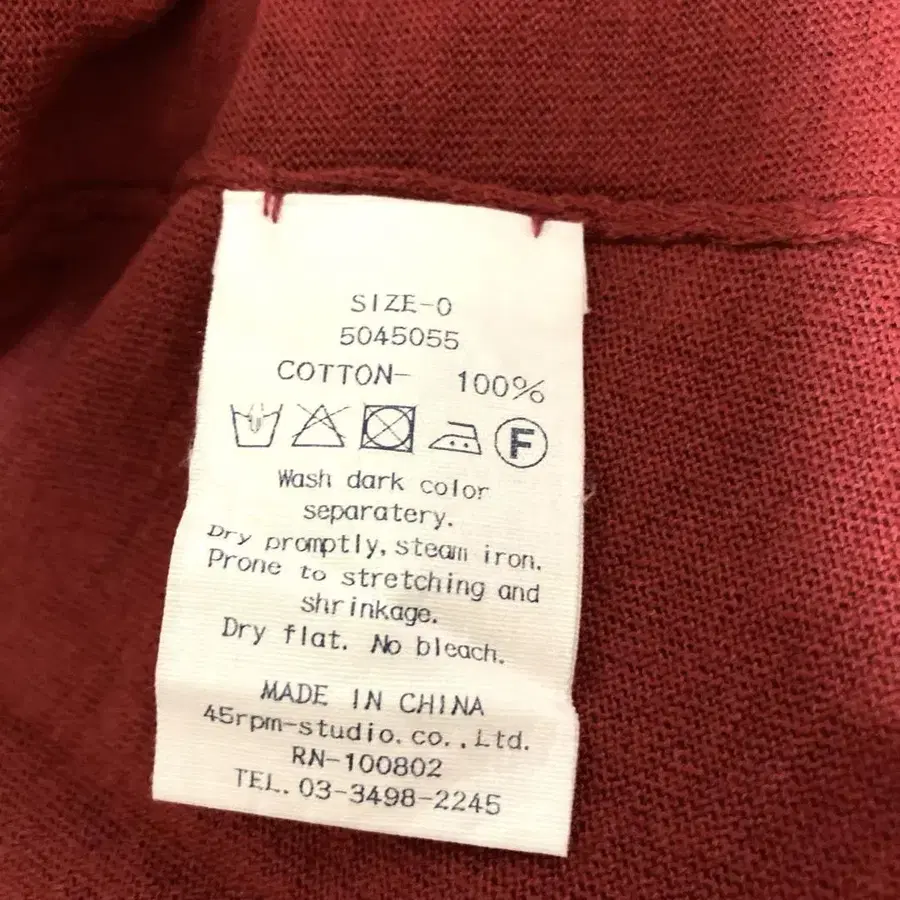 SIZE-0
5045055
COTTON- 100%
F
Wash dark color
separatery.
Dry promptly, steam iron.
Prone to stretching and
shrinkage.
Dry flat. No bleach.
MADE IN CHINA
45rpm-studio.co.,Ltd.
RN-100802
TEL. 03-3498-2245